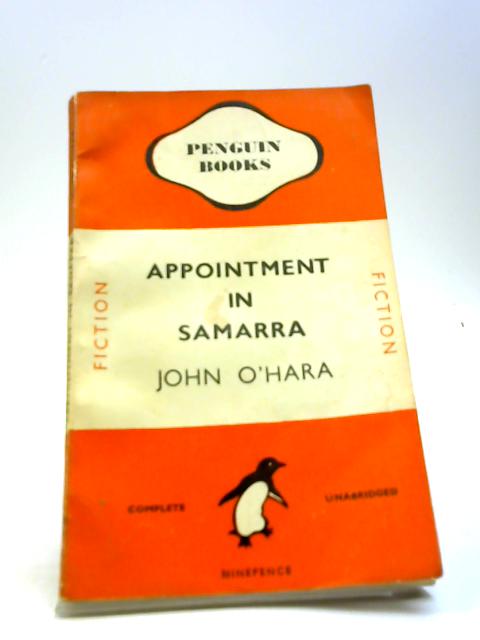 PENGUIN
BOOKS
APPOINTMENT
IN
SAMARRA
JOHN O'HARA
FICTION
FICTION
COMPLETE
UNABRIDGED
NINEPENCE